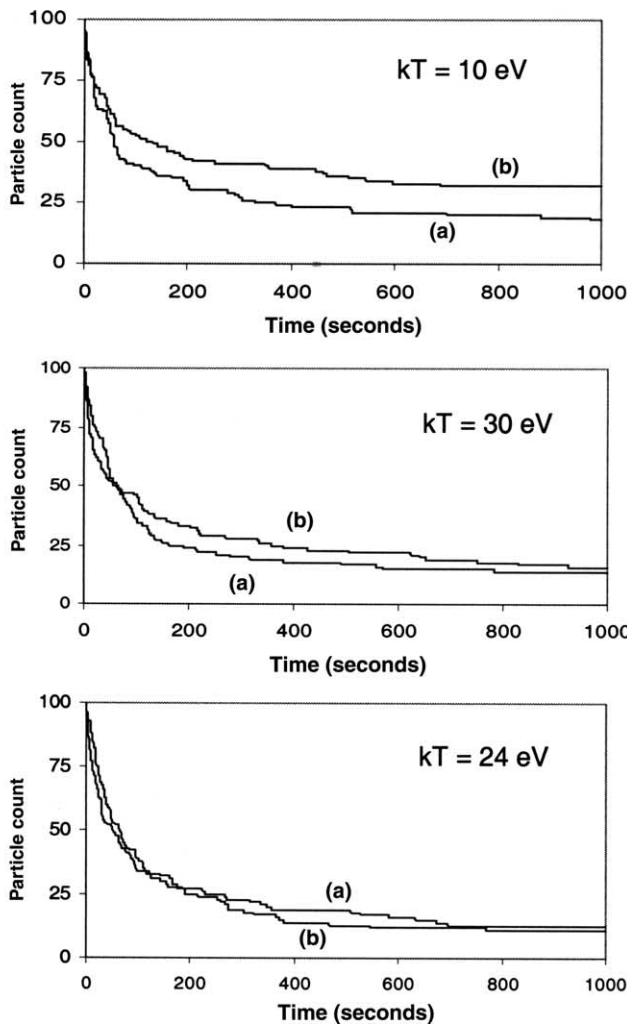 100
75
50
25
0
Particle count
kT = 10 eV
(b)
(a)
0 200 400 600 800 1000
Time (seconds)
100
75
50
25
0
Particle count
kT = 30 eV
(b)
(a)
0 200 400 600 800 1000
Time (seconds)
100
75
50
25
0
Particle count
kT = 24 eV
(a)
(b)
0 200 400 600 800 1000
Time (seconds)